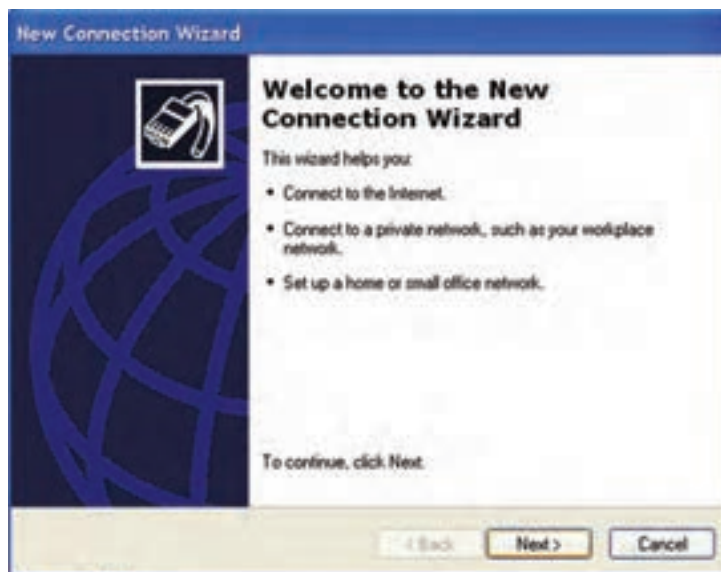 New Connection Wizard
Welcome to the New
Connection Wizard
This wizard helps you:
• Connect to the Internet.
• Connect to a private network, such as your workplace
network.
• Set up a home or small office network.
To continue, click Next.
< Back
Next >
Cancel